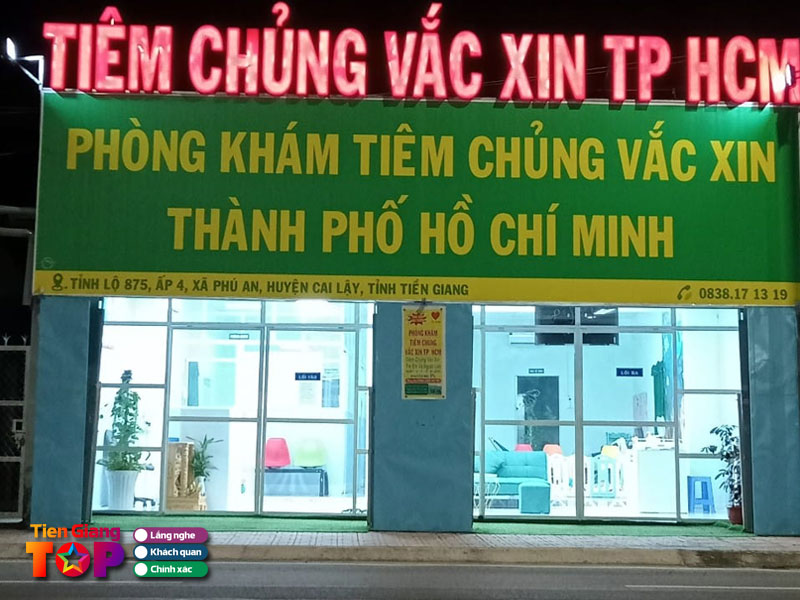 TIÊM CHỦNG VẮC XIN TP HCM
PHÒNG KHÁM TIÊM CHỦNG VẮC XIN
THÀNH PHỐ HỒ CHÍ MINH
TỈNH LỘ 875, ẤP 4, XÃ PHÚ AN, HUYỆN CAI LẬY, TỈNH TIỀN GIANG
0838.17 13 19
PHÒNG KHÁM
TIÊM CHỦNG
VẮC XIN TP HCM
LỐI VÀO
LỐI RA
Tien Giang
TOP
Lắng nghe
Khách quan
Chính xác